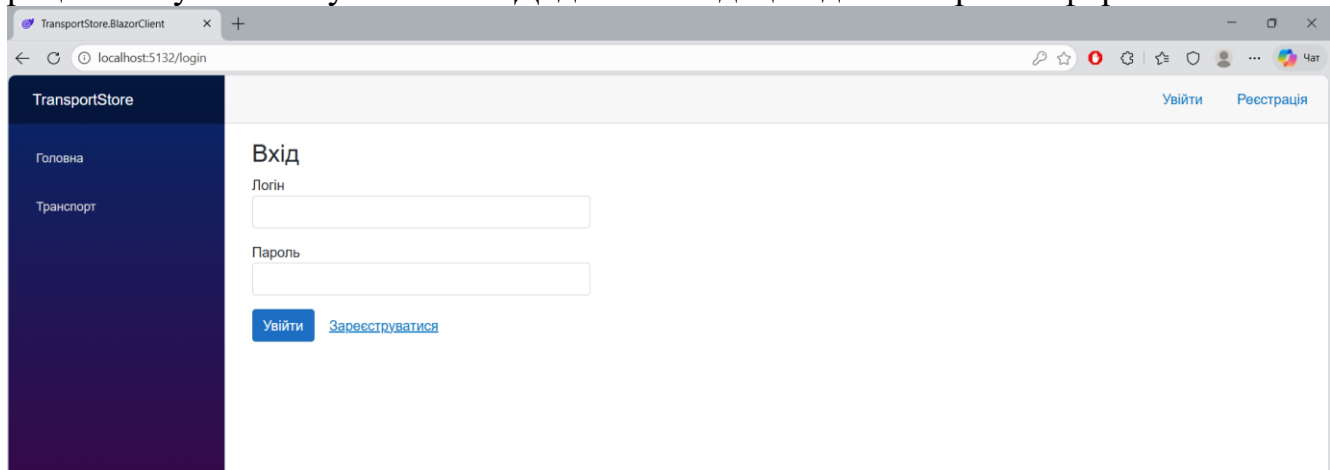 TransportStore.BlazorClient
localhost:5132/login
Чат
TransportStore
Увійти Реєстрація
Головна
Транспорт
Вхід
Логін
Пароль
Увійти Зареєструватися